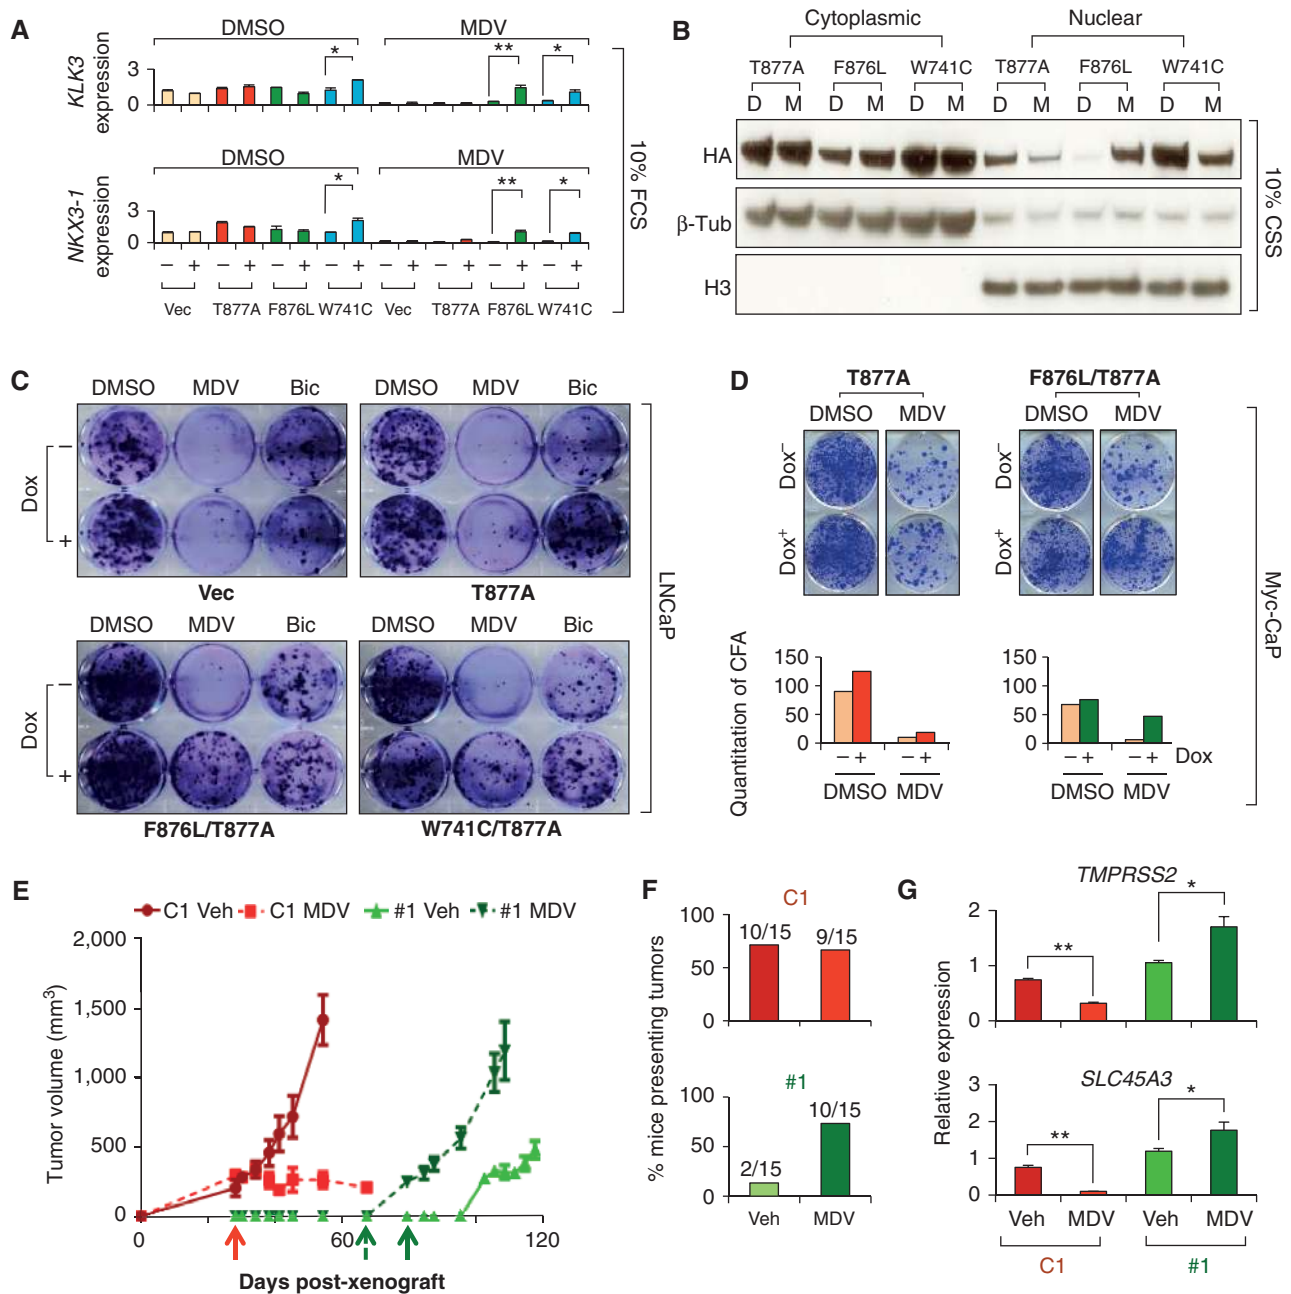 A
DMSO
MDV
KLK3
expression
3
0
*
**
*
DMSO
MDV
NKX3-1
expression
3
0
*
**
*
− + − + − + − + − + − + − + − +
Vec T877A F876L W741C Vec T877A F876L W741C
10% FCS
B
Cytoplasmic Nuclear
T877A F876L W741C T877A F876L W741C
D M D M D M D M D M D M
HA
β-Tub
H3
10% CSS
C
DMSO MDV Bic DMSO MDV Bic
Dox
−
+
Vec T877A
DMSO MDV Bic DMSO MDV Bic
Dox
−
+
F876L/T877A W741C/T877A
LNCaP
D
T877A F876L/T877A
DMSO MDV DMSO MDV
Dox− Dox−
Dox+ Dox+
Quantitation of CFA
150 150
100 100
50 50
0 0
− + − + − + − + Dox
DMSO MDV DMSO MDV
Myc-CaP
E
C1 Veh C1 MDV #1 Veh #1 MDV
Tumor volume (mm3)
2,000
1,500
1,000
500
0
0 60 120
Days post-xenograft
F
C1
% mice presenting tumors
100
50
0
10/15 9/15
#1
100
50
0
2/15 10/15
Veh MDV
G
TMPRSS2
Relative expression
2
1
0
**
*
SLC45A3
3
2
1
0
**
*
Veh MDV Veh MDV
C1 #1